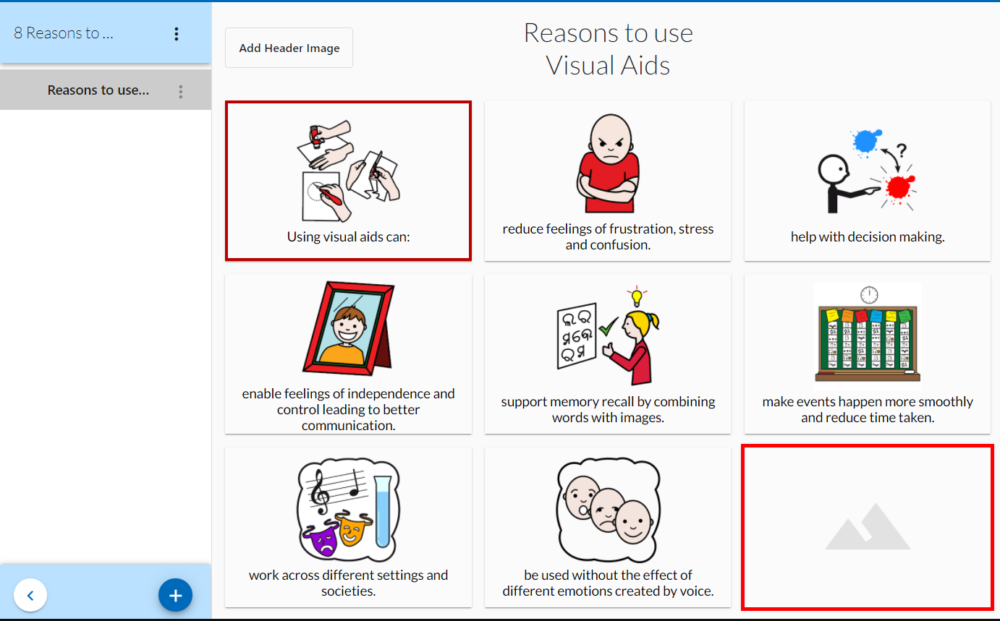 8 Reasons to ...
Reasons to use...
Add Header Image
Reasons to use
Visual Aids
Using visual aids can:
reduce feelings of frustration, stress
and confusion.
?
help with decision making.
enable feelings of independence and
control leading to better
communication.
ଲର
ମକେ
ରମ
support memory recall by combining
words with images.
make events happen more smoothly
and reduce time taken.
work across different settings and
societies.
be used without the effect of
different emotions created by voice.